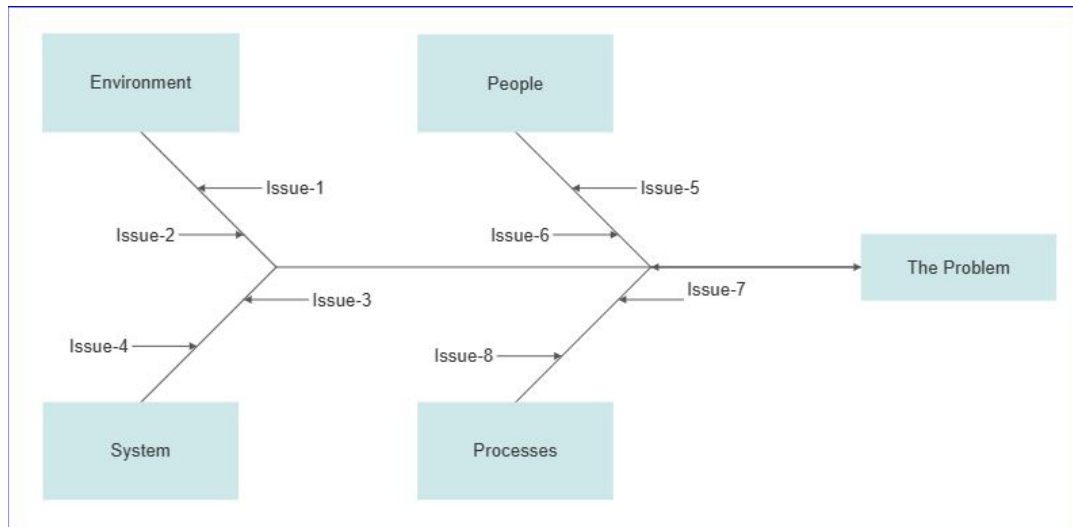 Environment
People
Issue-1
Issue-5
Issue-2
Issue-6
The Problem
Issue-7
Issue-3
Issue-4
Issue-8
System
Processes